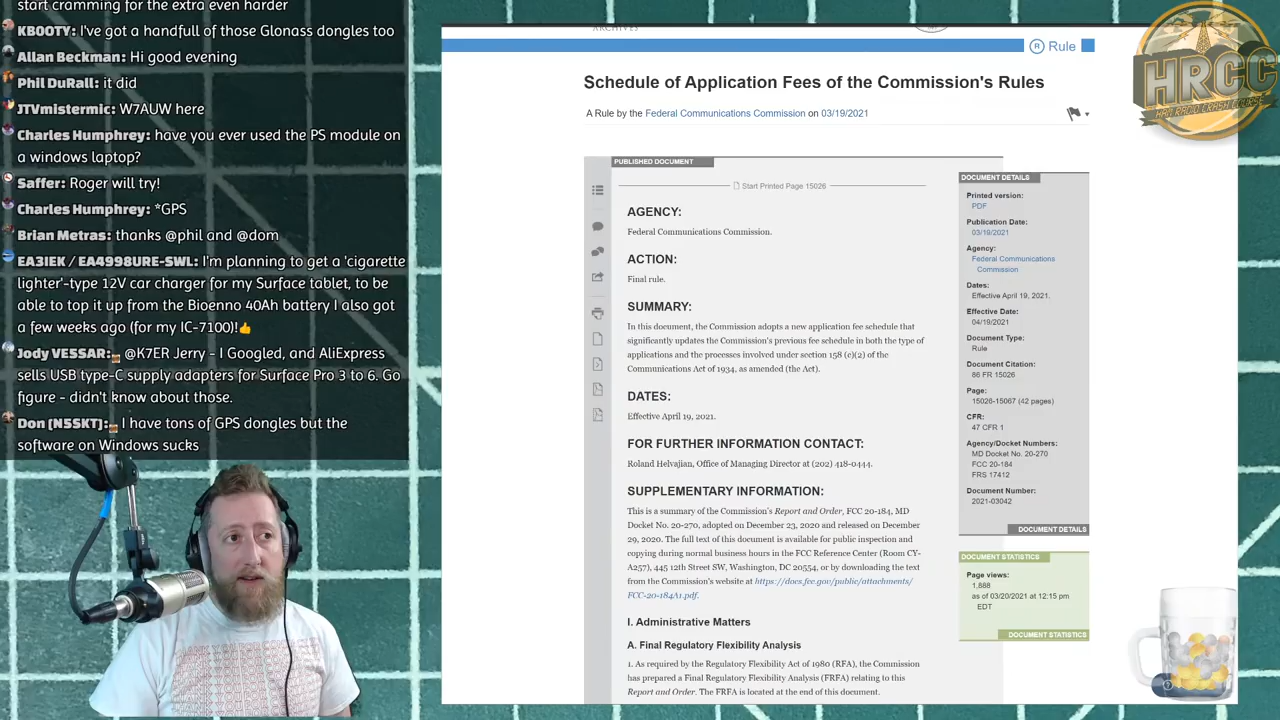 start cramming for the extra even harder
KBOOTY: I've got a handfull of those Glonass dongles too
Allan Beckman: Hi good evening
Phil Durall: it did
TVmisternic: W7AUW here
Charles Humphrey: have you ever used the PS module on
a windows laptop?
Saffer: Roger will try!
Charles Humphrey: *GPS
Brian Meares: thanks @phil and @dom
EA3IEK / EA4998URE-SWL: I'm planning to get a 'cigarette
lighter'-type 12V charger for my Surface tablet, to be
able to top it up from the Bioenno 40Ah battery I also got
a few weeks ago (for my IC-7100)!
@KM9G Jerry - I Googled and AliExpress
sells USB to Surface adapters for Surface Pro 3 to 6. Go
figure - didn't know about those.
Dom (N5SKT): I have tons of GPS dongles but the
software on Windows sucks
ARCHIVES
R Rule
Schedule of Application Fees of the Commission's Rules
A Rule by the Federal Communications Commission on 03/19/2021
PUBLISHED DOCUMENT
Start Printed Page 15026
AGENCY:
Federal Communications Commission.
ACTION:
Final rule.
SUMMARY:
In this document, the Commission adopts a new application fee schedule that
significantly updates the Commission's previous fee schedule in both the type of
applications and the processes involved under section 158 (c)(2) of the
Communications Act of 1934, as amended (the Act).
DATES:
Effective April 19, 2021.
FOR FURTHER INFORMATION CONTACT:
Roland Helvajian, Office of Managing Director at (202) 418-0444.
SUPPLEMENTARY INFORMATION:
This is a summary of the Commission's Report and Order, FCC 20-184, MD
Docket No. 20-270, adopted on December 23, 2020 and released on December
29, 2020. The full text of this document is available for public inspection and
copying during normal business hours in the FCC Reference Center (Room CY-
A257), 445 12th Street SW, Washington, DC 20554, or by downloading the text
from the Commission's website at https://docs.fcc.gov/public/attachments/
FCC-20-184A1.pdf.
I. Administrative Matters
A. Final Regulatory Flexibility Analysis
1. As required by the Regulatory Flexibility Act of 1980 (RFA), the Commission
has prepared a Final Regulatory Flexibility Analysis (FRFA) relating to this
Report and Order. The FRFA is located at the end of this document.
DOCUMENT DETAILS
Printed version:
PDF
Publication Date:
03/19/2021
Agency:
Federal Communications
Commission
Dates:
Effective April 19, 2021.
Effective Date:
04/19/2021
Document Type:
Rule
Document Citation:
86 FR 15026
Page:
15026-15067 (42 pages)
CFR:
47 CFR 1
Agency/Docket Numbers:
MD Docket No. 20-270
FCC 20-184
FRS 17412
Document Number:
2021-03042
DOCUMENT DETAILS
DOCUMENT STATISTICS
Page views:
1,888
as of 03/20/2021 at 12:15 pm
EDT
DOCUMENT STATISTICS
HRCC
HAM RADIO CRASH COURSE